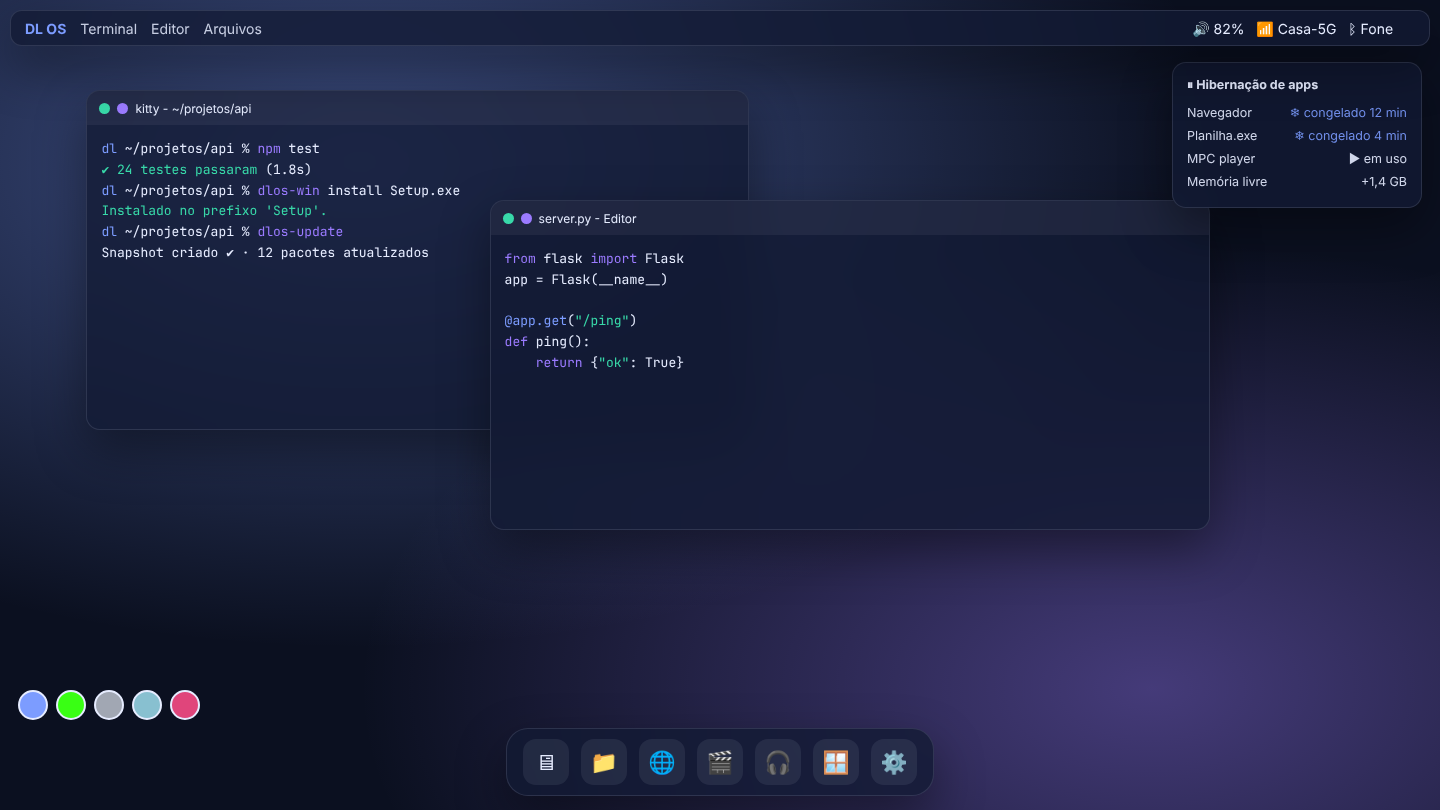 DL OS Terminal Editor Arquivos 82% Casa-5G Fone
Hibernação de apps
Navegador ❄ congelado 12 min
Planilha.exe ❄ congelado 4 min
MPC player ▶ em uso
Memória livre +1,4 GB
kitty - ~/projetos/api
dl ~/projetos/api % npm test
✔ 24 testes passaram (1.8s)
dl ~/projetos/api % dlos-win install Setup.exe
Instalado no prefixo 'Setup'.
dl ~/projetos/api % dlos-update
Snapshot criado ✔ · 12 pacotes atualizados
server.py - Editor
from flask import Flask
app = Flask(__name__)
@app.get("/ping")
def ping():
    return {"ok": True}